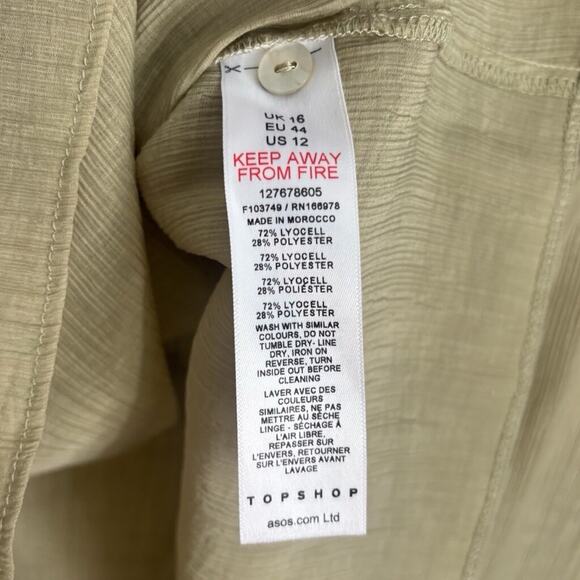 UK 16
EU 44
US 12
KEEP AWAY
FROM FIRE
127678605
F103749 / RN166978
MADE IN MOROCCO
72% LYOCELL
28% POLYESTER
72% LYOCELL
28% POLYESTER
72% LYOCELL
28% POLIÉSTER
72% LYOCELL
28% POLYESTER
WASH WITH SIMILAR
COLOURS, DO NOT
TUMBLE DRY- LINE
DRY, IRON ON
REVERSE, TURN
INSIDE OUT BEFORE
CLEANING
LAVER AVEC DES
COULEURS
SIMILAIRES, NE PAS
METTRE AU SÈCHE
LINGE - SÉCHAGE À
L'AIR LIBRE,
REPASSER SUR
L'ENVERS, RETOURNER
SUR L'ENVERS AVANT
LAVAGE
TOPSHOP
asos.com Ltd